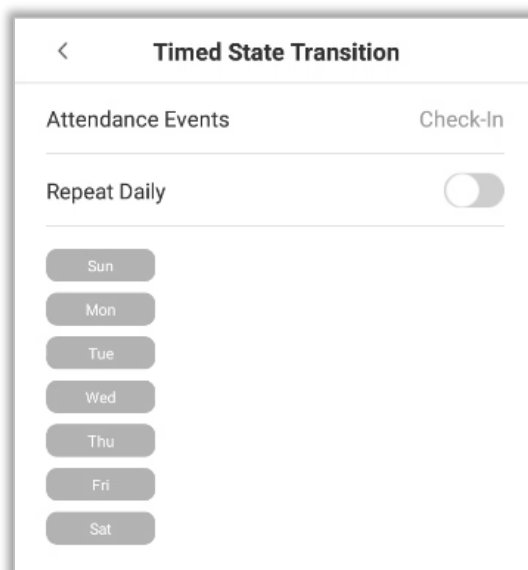 Timed State Transition
Attendance Events Check-In
Repeat Daily
Sun
Mon
Tue
Wed
Thu
Fri
Sat